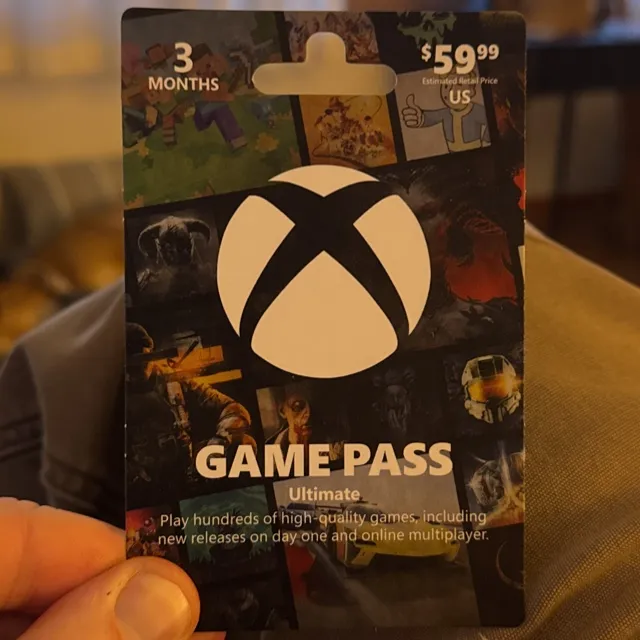 3
MONTHS
$59.99
Estimated Retail Price
US
GAME PASS
Ultimate
Play hundreds of high-quality games, including
new releases on day one and online multiplayer.